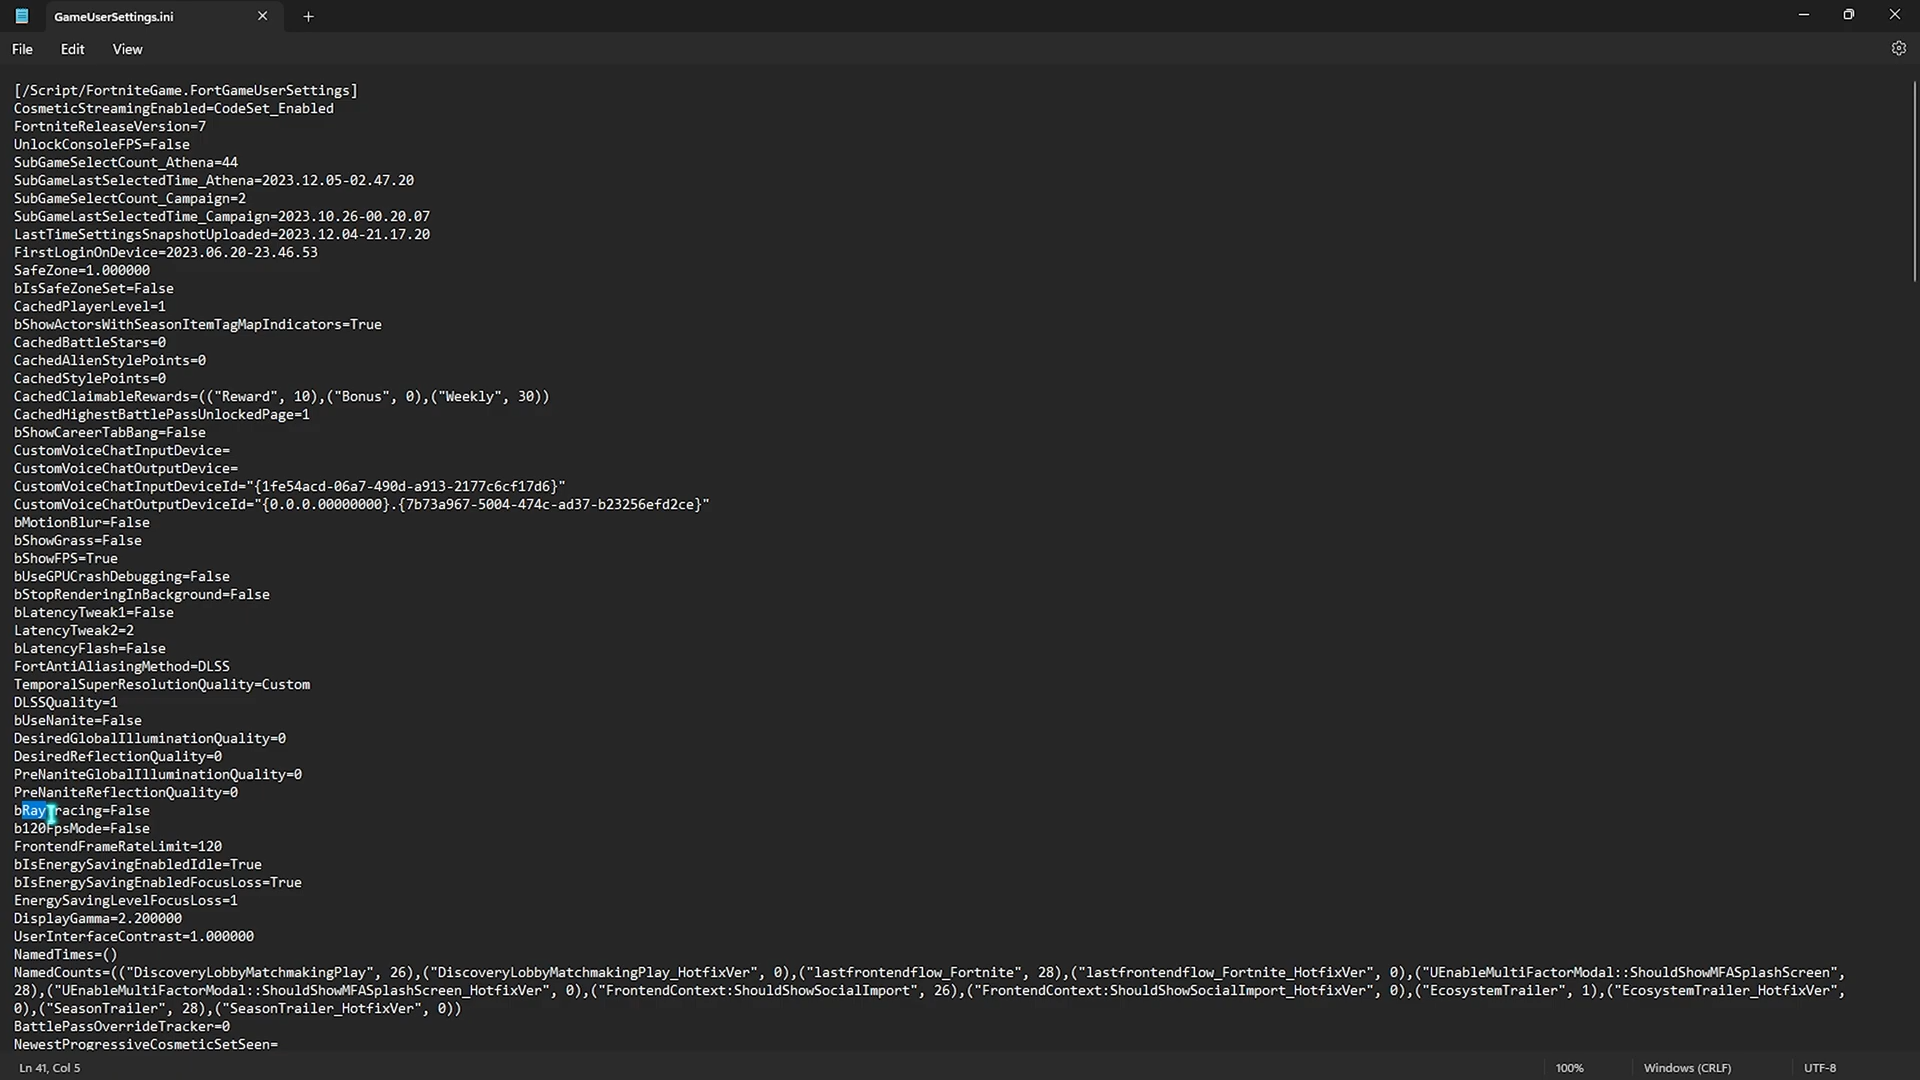 GameUserSettings.ini
File Edit View
[/Script/FortniteGame.FortGameUserSettings]
CosmeticStreamingEnabled=CodeSet_Enabled
FortniteReleaseVersion=7
UnlockConsoleFPS=False
SubGameSelectCount_Athena=44
SubGameLastSelectedTime_Athena=2023.12.05-02.47.20
SubGameSelectCount_Campaign=2
SubGameLastSelectedTime_Campaign=2023.10.26-00.20.07
LastTimeSettingsSnapshotUploaded=2023.12.04-21.17.20
FirstLoginOnDevice=2023.06.20-23.46.53
SafeZone=1.000000
bIsSafeZoneSet=False
CachedPlayerLevel=1
bShowActorsWithSeasonItemTagMapIndicators=True
CachedBattleStars=0
CachedAlienStylePoints=0
CachedStylePoints=0
CachedClaimableRewards=(("Reward", 10),("Bonus", 0),("Weekly", 30))
CachedHighestBattlePassUnlockedPage=1
bShowCareerTabBang=False
CustomVoiceChatInputDevice=
CustomVoiceChatOutputDevice=
CustomVoiceChatInputDeviceId="{1fe54acd-06a7-490d-a913-2177c6cf17d6}"
CustomVoiceChatOutputDeviceId="{0.0.0.00000000}.{7b73a967-5004-474c-ad37-b23256efd2ce}"
bMotionBlur=False
bShowGrass=False
bShowFPS=True
bUseGPUCrashDebugging=False
bStopRenderingInBackground=False
bLatencyTweak1=False
LatencyTweak2=2
bLatencyFlash=False
FortAntiAliasingMethod=DLSS
TemporalSuperResolutionQuality=Custom
DLSSQuality=1
bUseNanite=False
DesiredGlobalIlluminationQuality=0
DesiredReflectionQuality=0
PreNaniteGlobalIlluminationQuality=0
PreNaniteReflectionQuality=0
bRayTracing=False
b120FpsMode=False
FrontendFrameRateLimit=120
bIsEnergySavingEnabledIdle=True
bIsEnergySavingEnabledFocusLoss=True
EnergySavingLevelFocusLoss=1
DisplayGamma=2.200000
UserInterfaceContrast=1.000000
NamedTimes=()
NamedCounts=(("DiscoveryLobbyMatchmakingPlay", 26),("DiscoveryLobbyMatchmakingPlay_HotfixVer", 0),("lastfrontendflow_Fortnite", 28),("lastfrontendflow_Fortnite_HotfixVer", 0),("UEnableMultiFactorModal::ShouldShowMFASplashScreen",
28),("UEnableMultiFactorModal::ShouldShowMFASplashScreen_HotfixVer", 0),("FrontendContext:ShouldShowSocialImport", 26),("FrontendContext:ShouldShowSocialImport_HotfixVer", 0),("EcosystemTrailer", 1),("EcosystemTrailer_HotfixVer",
0),("SeasonTrailer", 28),("SeasonTrailer_HotfixVer", 0))
BattlePassOverrideTracker=0
NewestProgressiveCosmeticSetSeen=
Ln 41, Col 5 100% Windows (CRLF) UTF-8